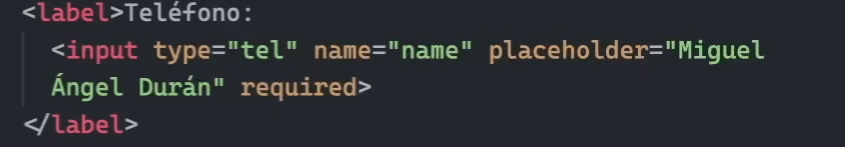 <label>Teléfono:
<input type="tel" name="name" placeholder="Miguel
Ángel Durán" required>
</label>